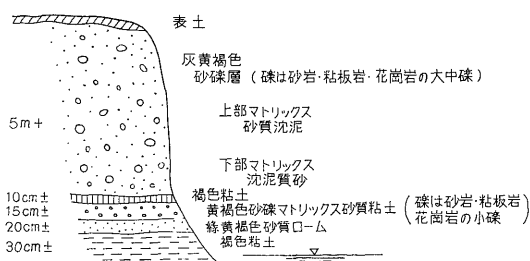 表土
灰黄褐色
砂礫層（礫は砂岩・粘板岩・花崗岩の大中礫）
5m+
上部マトリックス
砂質沈泥
下部マトリックス
沈泥質砂
10cm± 褐色粘土
15cm± 黄褐色砂礫マトリックス砂質粘土（礫は砂岩・粘板岩
花崗岩の小礫）
20cm± 緑黄褐色砂質ローム
30cm± 褐色粘土